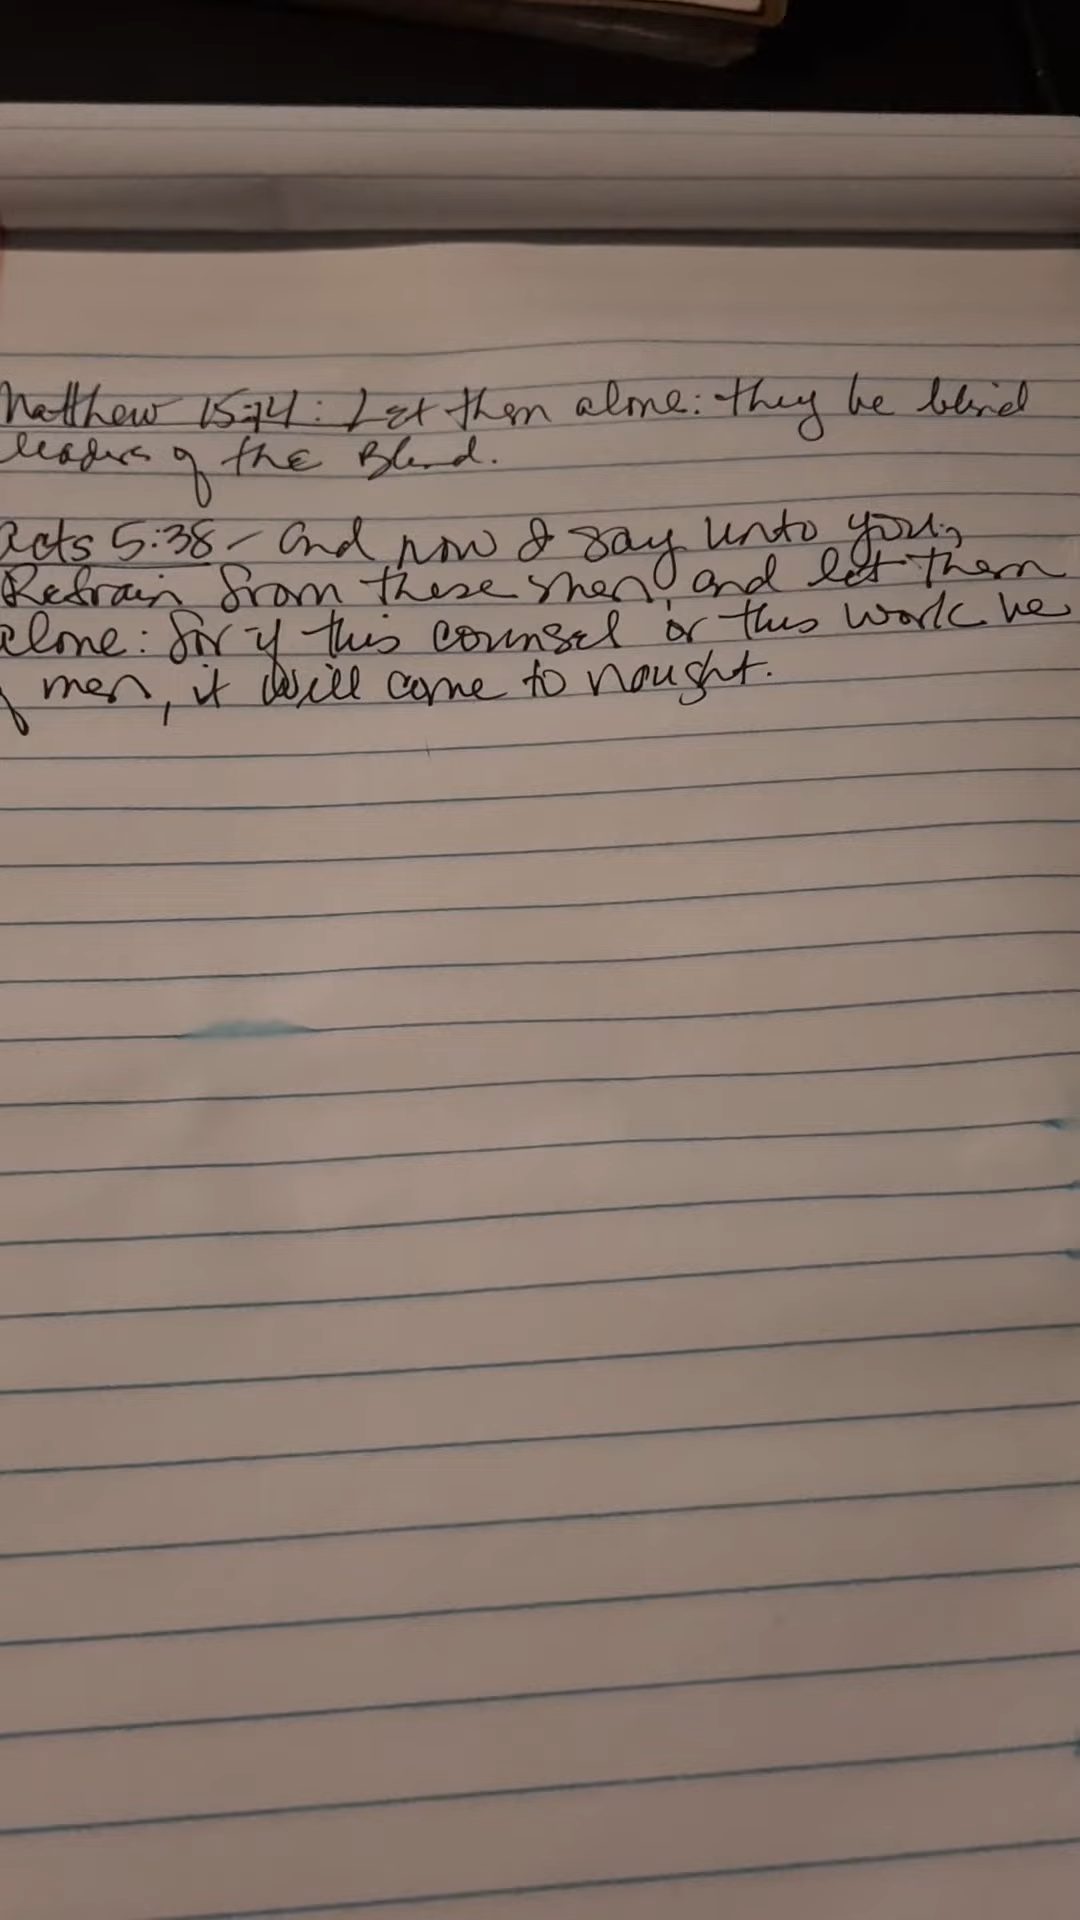 Matthew 15:14: Let them alone: they be blind
leaders of the Blind.
Acts 5:38 - And now I say unto you,
Refrain from these men, and let them
alone: for if this counsel or this work be
of men, it will come to nought.